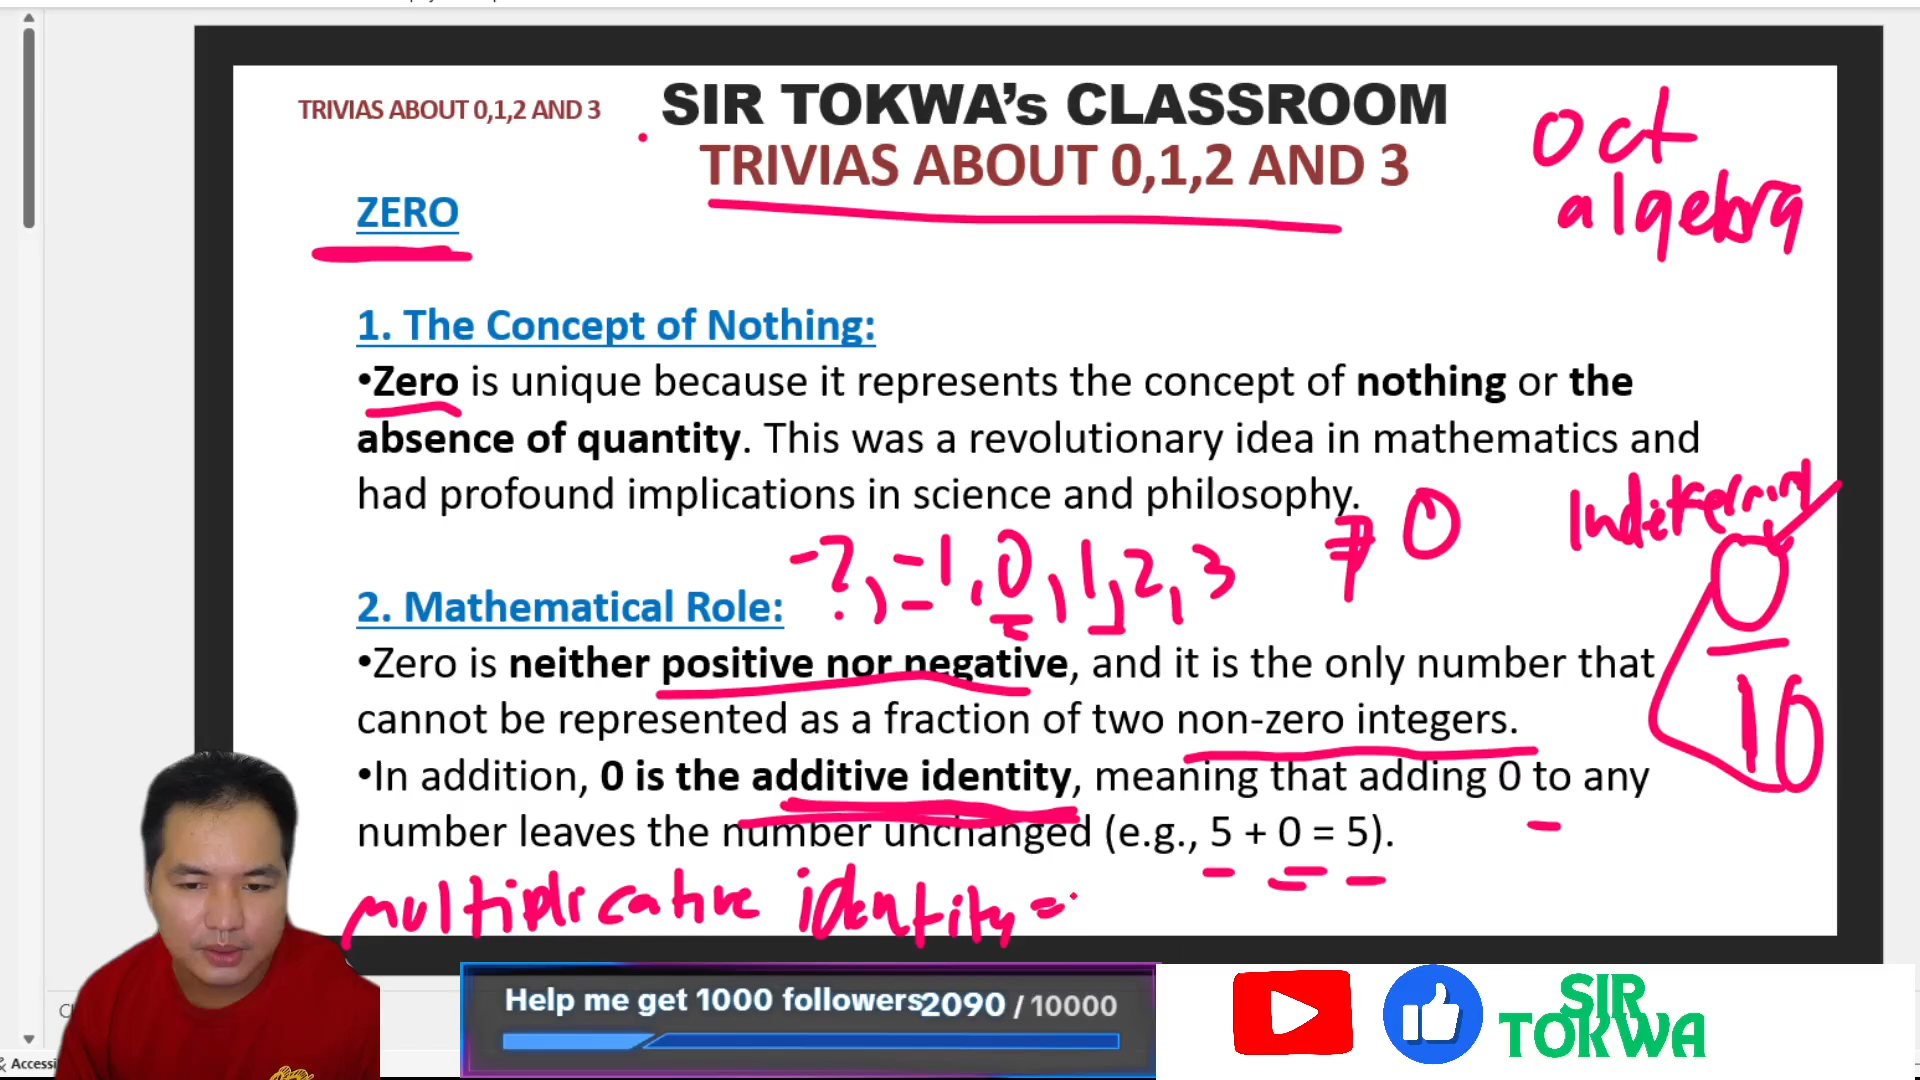 TRIVIAS ABOUT 0,1,2 AND 3
SIR TOKWA's CLASSROOM
TRIVIAS ABOUT 0,1,2 AND 3
oct
algebra
ZERO
1. The Concept of Nothing:
•Zero is unique because it represents the concept of nothing or the
absence of quantity. This was a revolutionary idea in mathematics and
had profound implications in science and philosophy.
-?, -1, 0, 1, 2, 3
0
0
10
2. Mathematical Role:
•Zero is neither positive nor negative, and it is the only number that
cannot be represented as a fraction of two non-zero integers.
•In addition, 0 is the additive identity, meaning that adding 0 to any
number leaves the number unchanged (e.g., 5 + 0 = 5).
multiplicative identity =
Help me get 1000 followers 2090 / 10000
SIR
TOKWA
Accessi